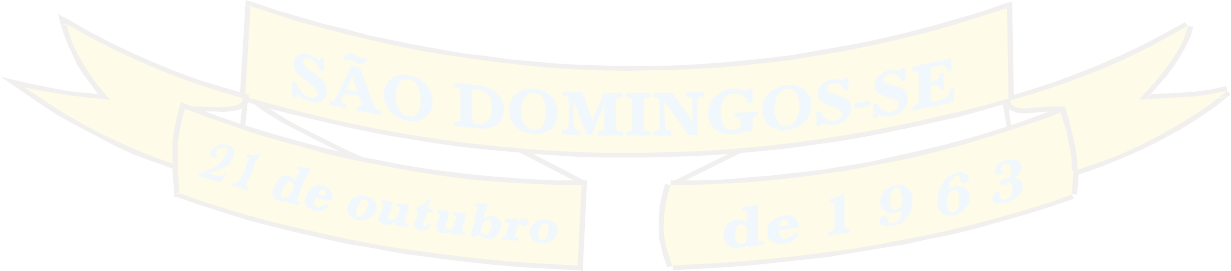 SÃO DOMINGOS-SE
21 de outubro de 1 9 6 3